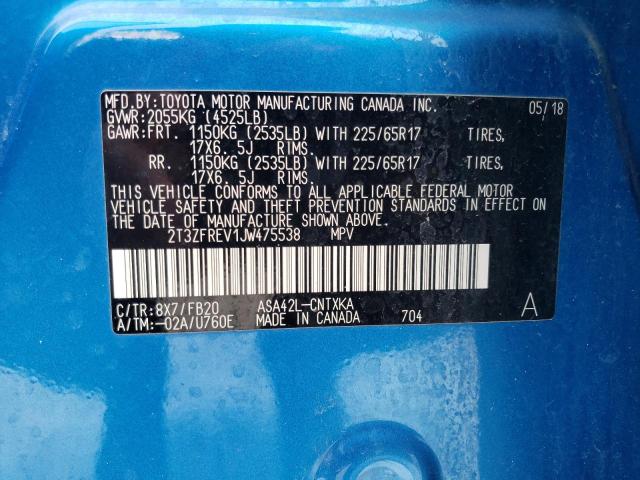 MFD.BY:TOYOTA MOTOR MANUFACTURING CANADA INC. 05/18
GVWR:2055KG (4525LB)
GAWR:FRT. 1150KG (2535LB) WITH 225/65R17 TIRES,
17X6. 5J RIMS.
RR. 1150KG (2535LB) WITH 225/65R17 TIRES,
17X6. 5J RIMS.
THIS VEHICLE CONFORMS TO ALL APPLICABLE FEDERAL MOTOR
VEHICLE SAFETY AND THEFT PREVENTION STANDARDS IN EFFECT ON
THE DATE OF MANUFACTURE SHOWN ABOVE.
2T3ZFREV1JW475538 MPV
C/TR:8X7/FB20 ASA42L-CNTXKA
A/TM:-02A/U760E MADE IN CANADA 704 A